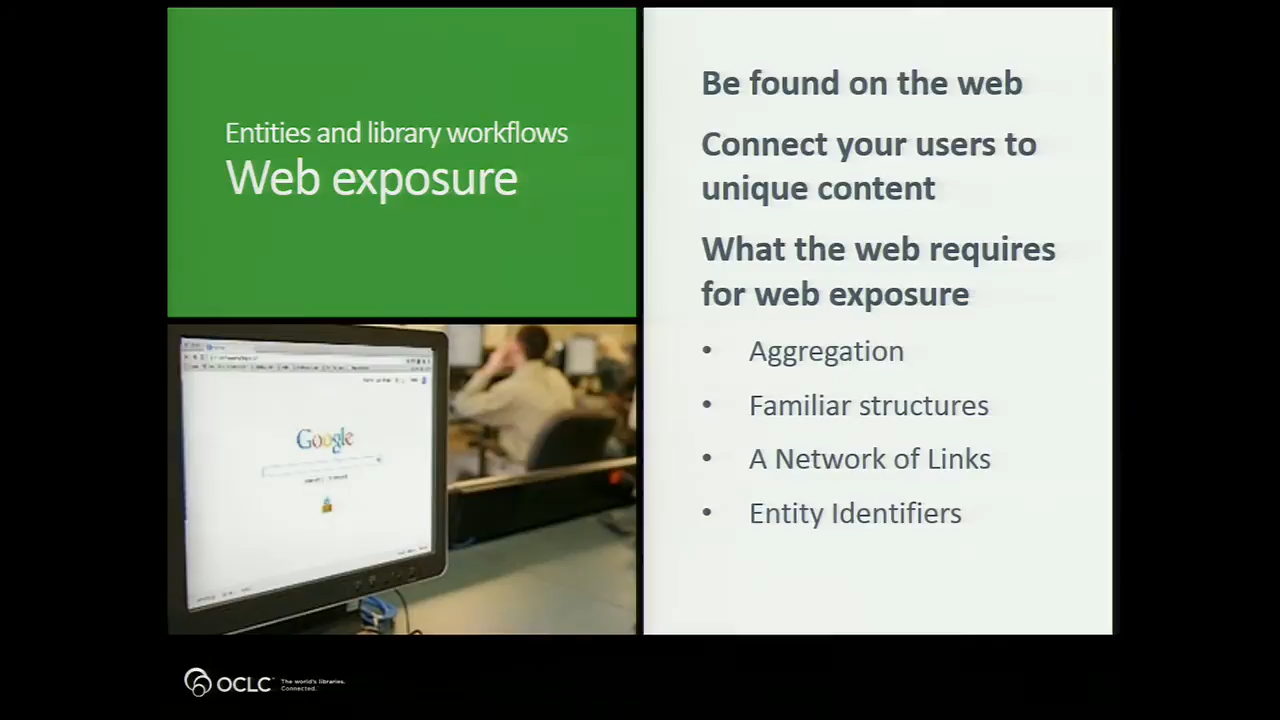 Entities and library workflows
Web exposure
Be found on the web
Connect your users to
unique content
What the web requires
for web exposure
• Aggregation
• Familiar structures
• A Network of Links
• Entity Identifiers
Google
OCLC
The world's libraries.
Connected.